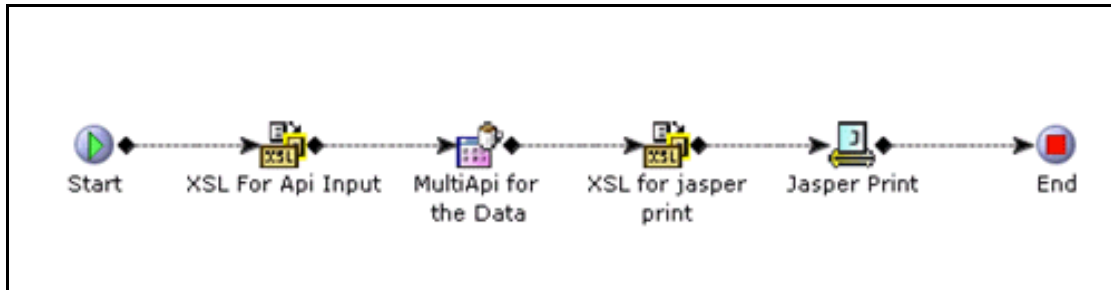 XSL
XSL
J
Start
XSL For Api Input
MultiApi for
the Data
XSL for jasper
print
Jasper Print
End